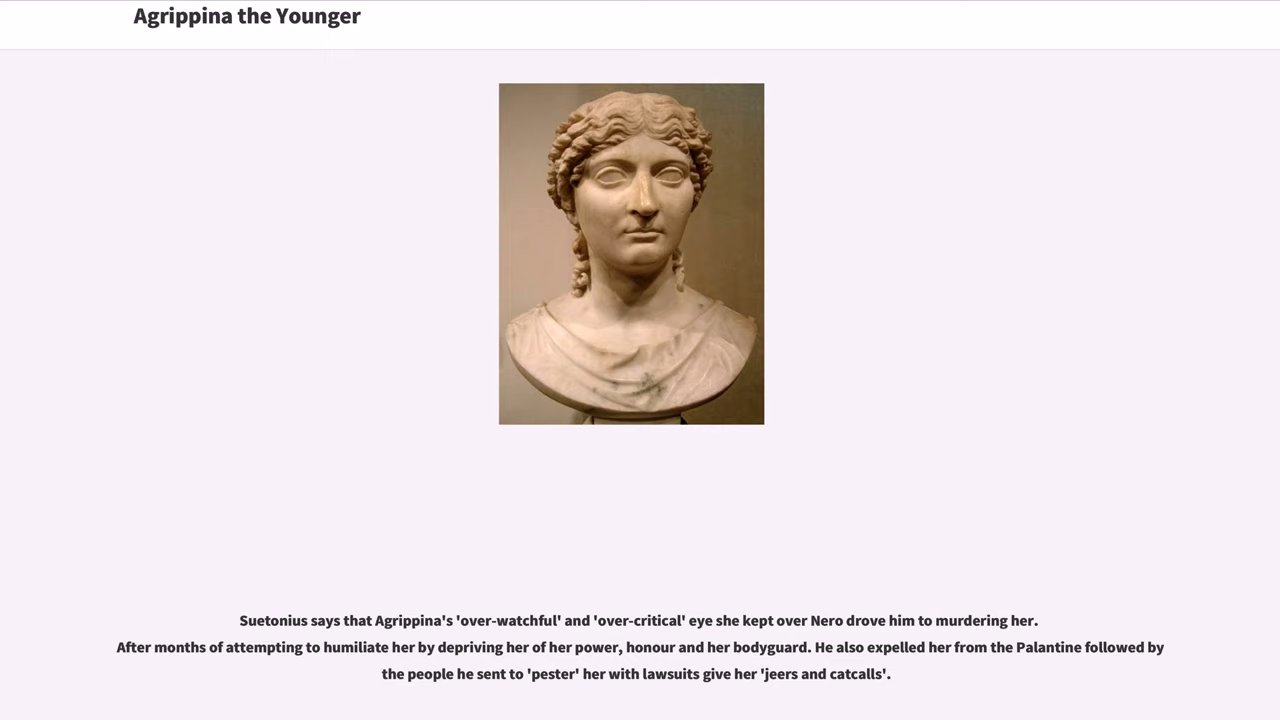 Agrippina the Younger
Suetonius says that Agrippina's 'over-watchful' and 'over-critical' eye she kept over Nero drove him to murdering her.
After months of attempting to humiliate her by depriving her of her power, honour and her bodyguard. He also expelled her from the Palantine followed by
the people he sent to 'pester' her with lawsuits give her 'jeers and catcalls'.